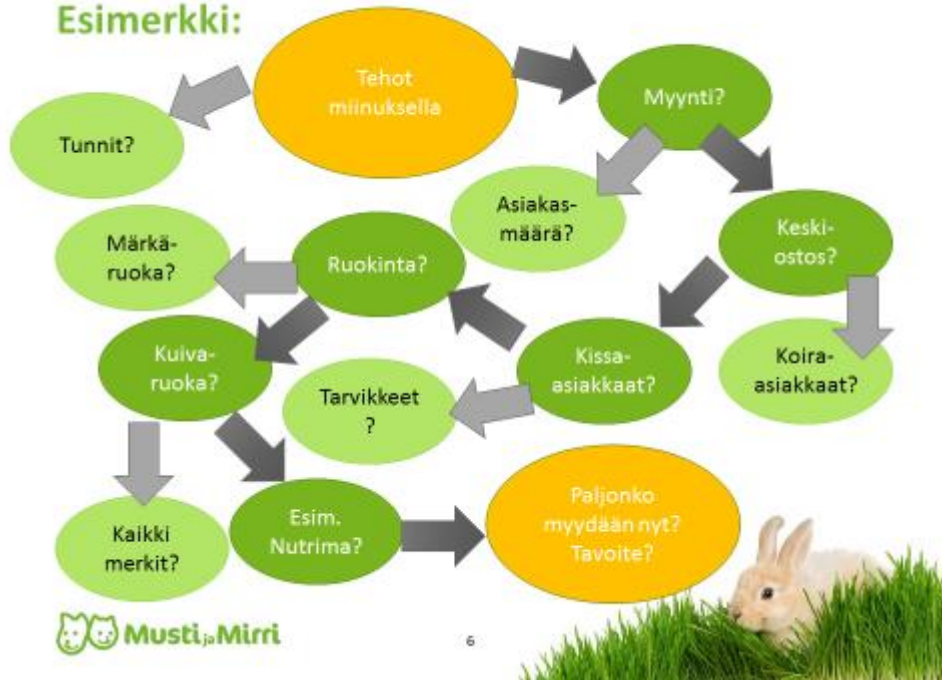 Esimerkki:
Tehot
miinuksella
Myynti?
Tunnit?
Asiakas-
määrä?
Keski-
ostos?
Märkä-
ruoka?
Ruokinta?
Kuiva-
ruoka?
Kissa-
asiakkaat?
Koira-
asiakkaat?
Tarvikkeet
?
Kaikki
merkit?
Esim.
Nutrima?
Paljonko
myydään nyt?
Tavoite?
Musti ja Mirri
6